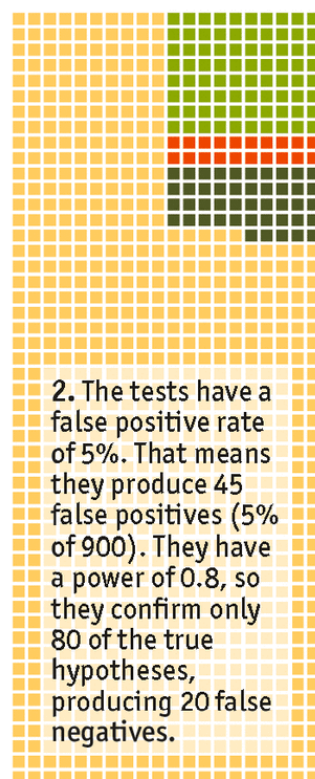 2. The tests have a
false positive rate
of 5%. That means
they produce 45
false positives (5%
of 900). They have
a power of 0.8, so
they confirm only
80 of the true
hypotheses,
producing 20 false
negatives.